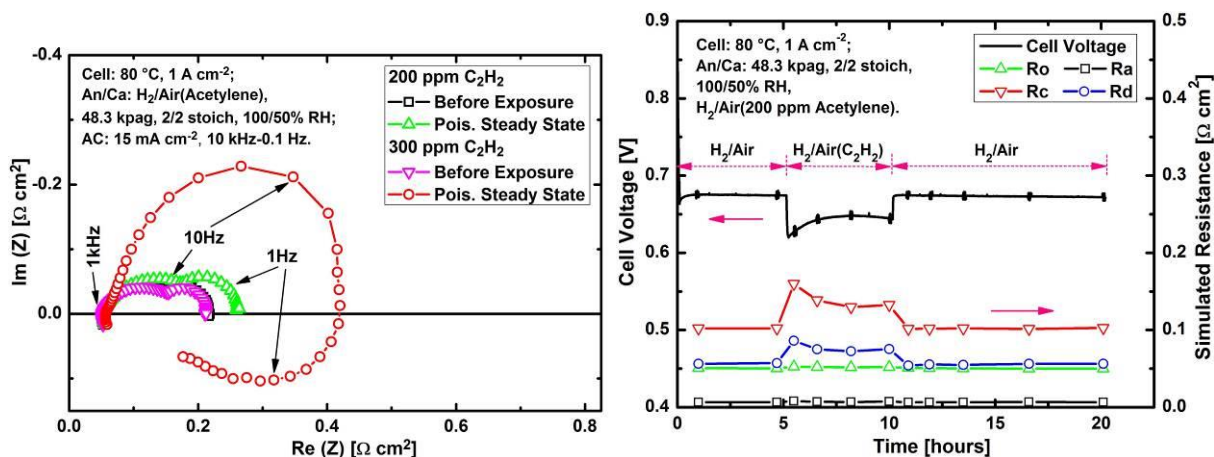 Cell: 80 °C, 1 A cm-2;
An/Ca: H2/Air(Acetylene),
48.3 kpag, 2/2 stoich, 100/50% RH;
AC: 15 mA cm-2, 10 kHz-0.1 Hz.
200 ppm C2H2
Before Exposure
Pois. Steady State
300 ppm C2H2
Before Exposure
Pois. Steady State
1kHz
10Hz
1Hz
-0.4
-0.2
0.0
0.0
0.2
0.4
0.6
0.8
Im (Z) [Ω cm2]
Re (Z) [Ω cm2]
Cell: 80 °C, 1 A cm-2;
An/Ca: 48.3 kpag, 2/2 stoich,
100/50% RH,
H2/Air(200 ppm Acetylene).
Cell Voltage
Ro
Ra
Rc
Rd
H2/Air
H2/Air(C2H2)
H2/Air
0.9
0.8
0.7
0.6
0.5
0.4
Cell Voltage [V]
0.5
0.4
0.3
0.2
0.1
0.0
Simulated Resistance [Ω cm2]
0
5
10
15
20
Time [hours]